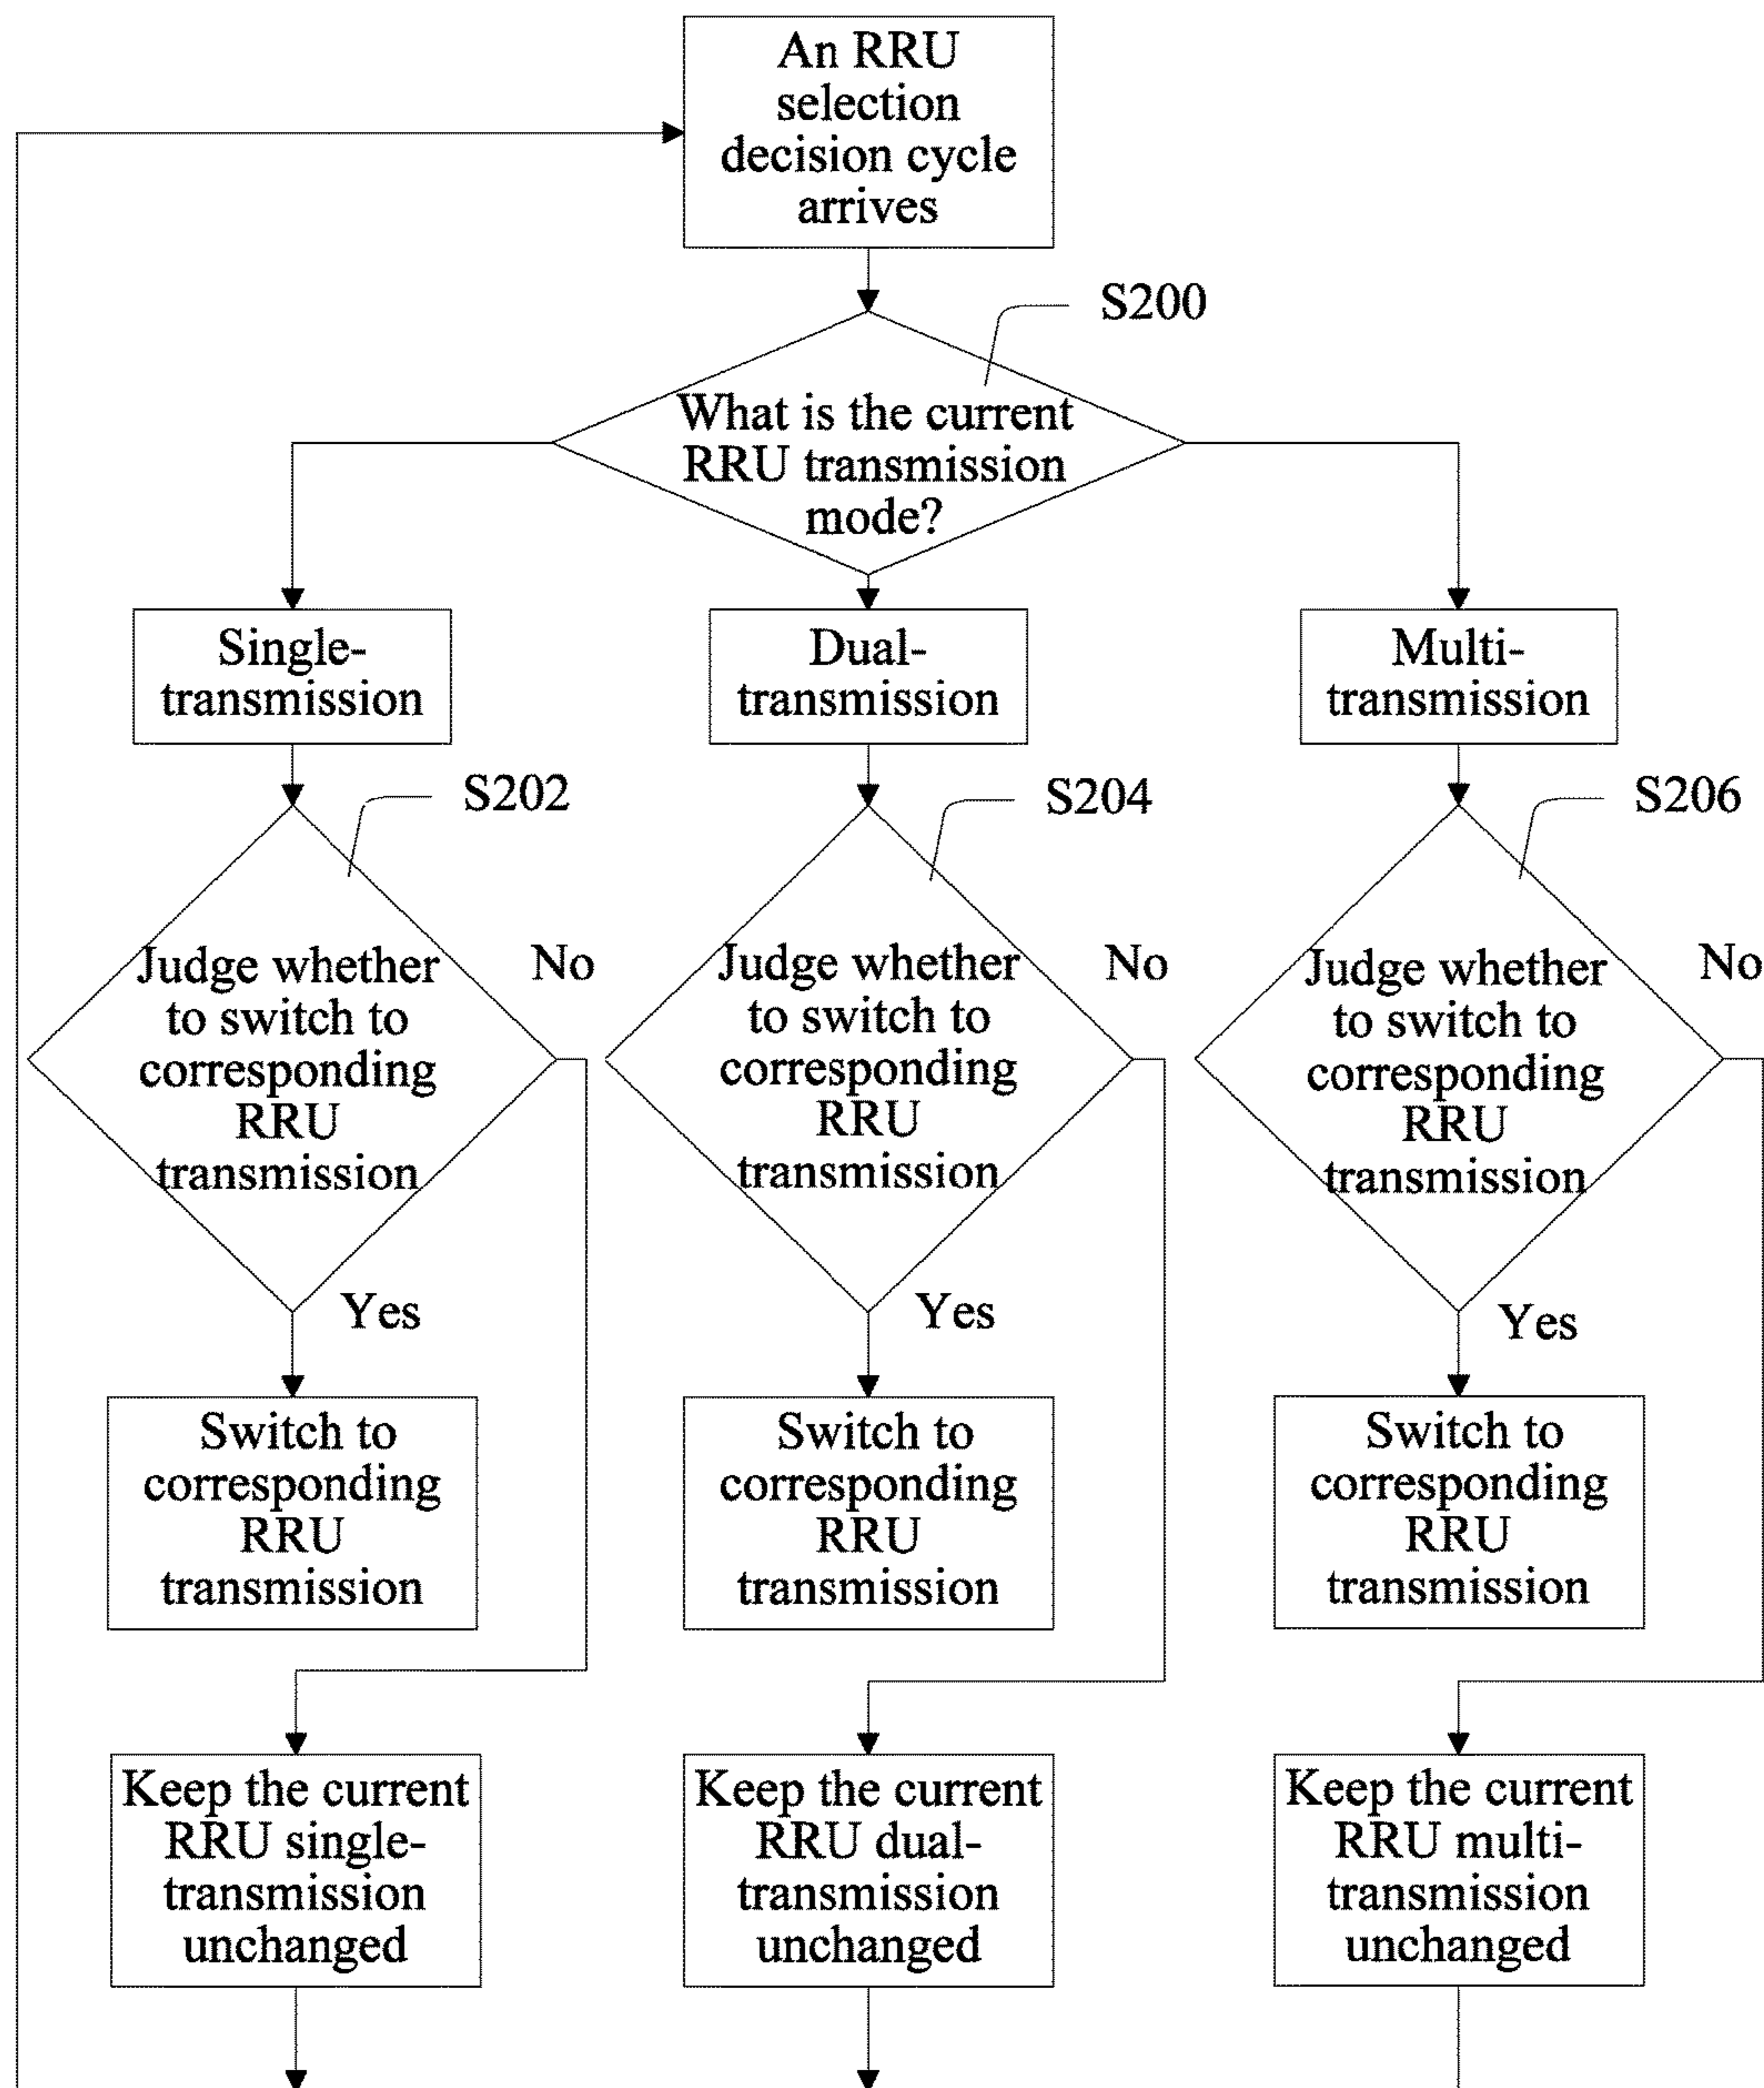 An RRU
selection
decision cycle
arrives
S200
What is the current
RRU transmission
mode?
Single-
transmission
Dual-
transmission
Multi-
transmission
S202
S204
S206
Judge whether
to switch to
corresponding
RRU
transmission
No
Judge whether
to switch to
corresponding
RRU
transmission
No
Judge whether
to switch to
corresponding
RRU
transmission
No
Yes
Yes
Yes
Switch to
corresponding
RRU
transmission
Switch to
corresponding
RRU
transmission
Switch to
corresponding
RRU
transmission
Keep the current
RRU single-
transmission
unchanged
Keep the current
RRU dual-
transmission
unchanged
Keep the current
RRU multi-
transmission
unchanged